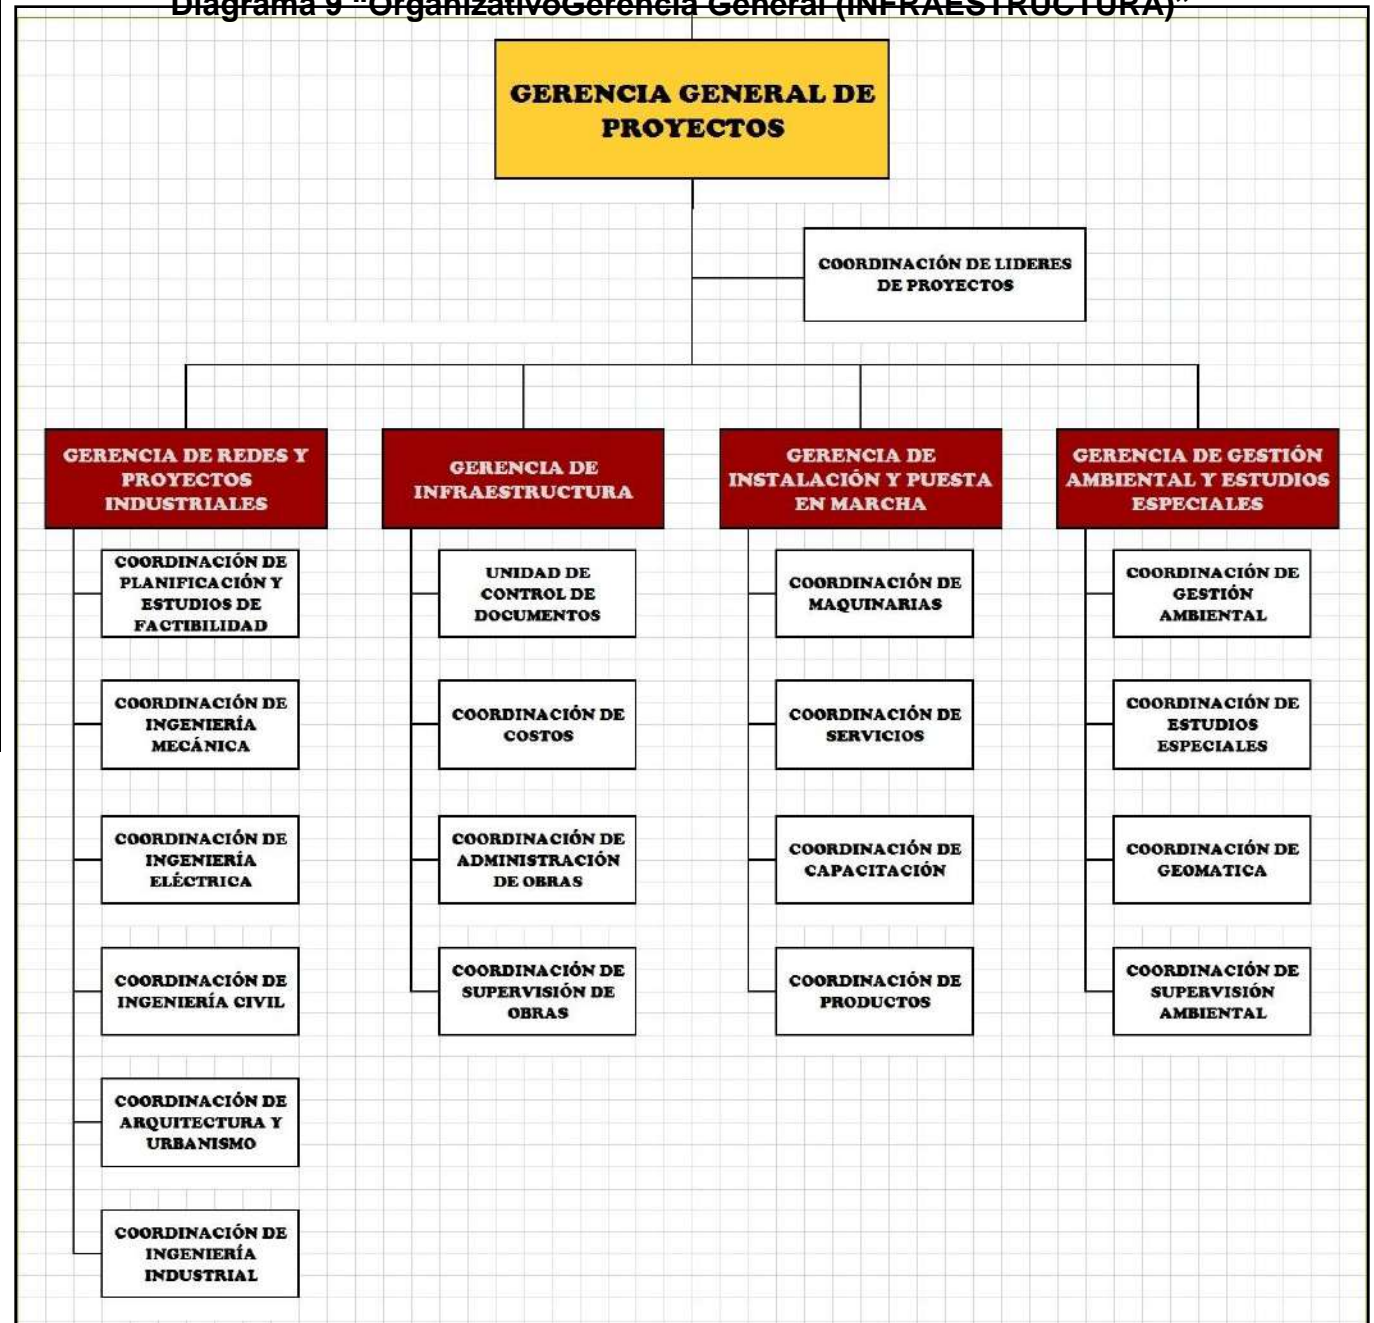 Diagrama 9 "OrganizativoGerencia General (INFRAESTRUCTURA)"
GERENCIA GENERAL DE
PROYECTOS
COORDINACIÓN DE LIDERES
DE PROYECTOS
GERENCIA DE REDES Y
PROYECTOS
INDUSTRIALES
COORDINACIÓN DE
PLANIFICACIÓN Y
ESTUDIOS DE
FACTIBILIDAD
COORDINACIÓN DE
INGENIERÍA
MECÁNICA
COORDINACIÓN DE
INGENIERÍA
ELÉCTRICA
COORDINACIÓN DE
INGENIERÍA CIVIL
COORDINACIÓN DE
ARQUITECTURA Y
URBANISMO
COORDINACIÓN DE
INGENIERÍA
INDUSTRIAL
GERENCIA DE
INFRAESTRUCTURA
UNIDAD DE
CONTROL DE
DOCUMENTOS
COORDINACIÓN DE
COSTOS
COORDINACIÓN DE
ADMINISTRACIÓN
DE OBRAS
COORDINACIÓN DE
SUPERVISIÓN DE
OBRAS
GERENCIA DE
INSTALACIÓN Y PUESTA
EN MARCHA
COORDINACIÓN DE
MAQUINARIAS
COORDINACIÓN DE
SERVICIOS
COORDINACIÓN DE
CAPACITACIÓN
COORDINACIÓN DE
PRODUCTOS
GERENCIA DE GESTIÓN
AMBIENTAL Y ESTUDIOS
ESPECIALES
COORDINACIÓN DE
GESTIÓN
AMBIENTAL
COORDINACIÓN DE
ESTUDIOS
ESPECIALES
COORDINACIÓN DE
GEOMATICA
COORDINACIÓN DE
SUPERVISIÓN
AMBIENTAL